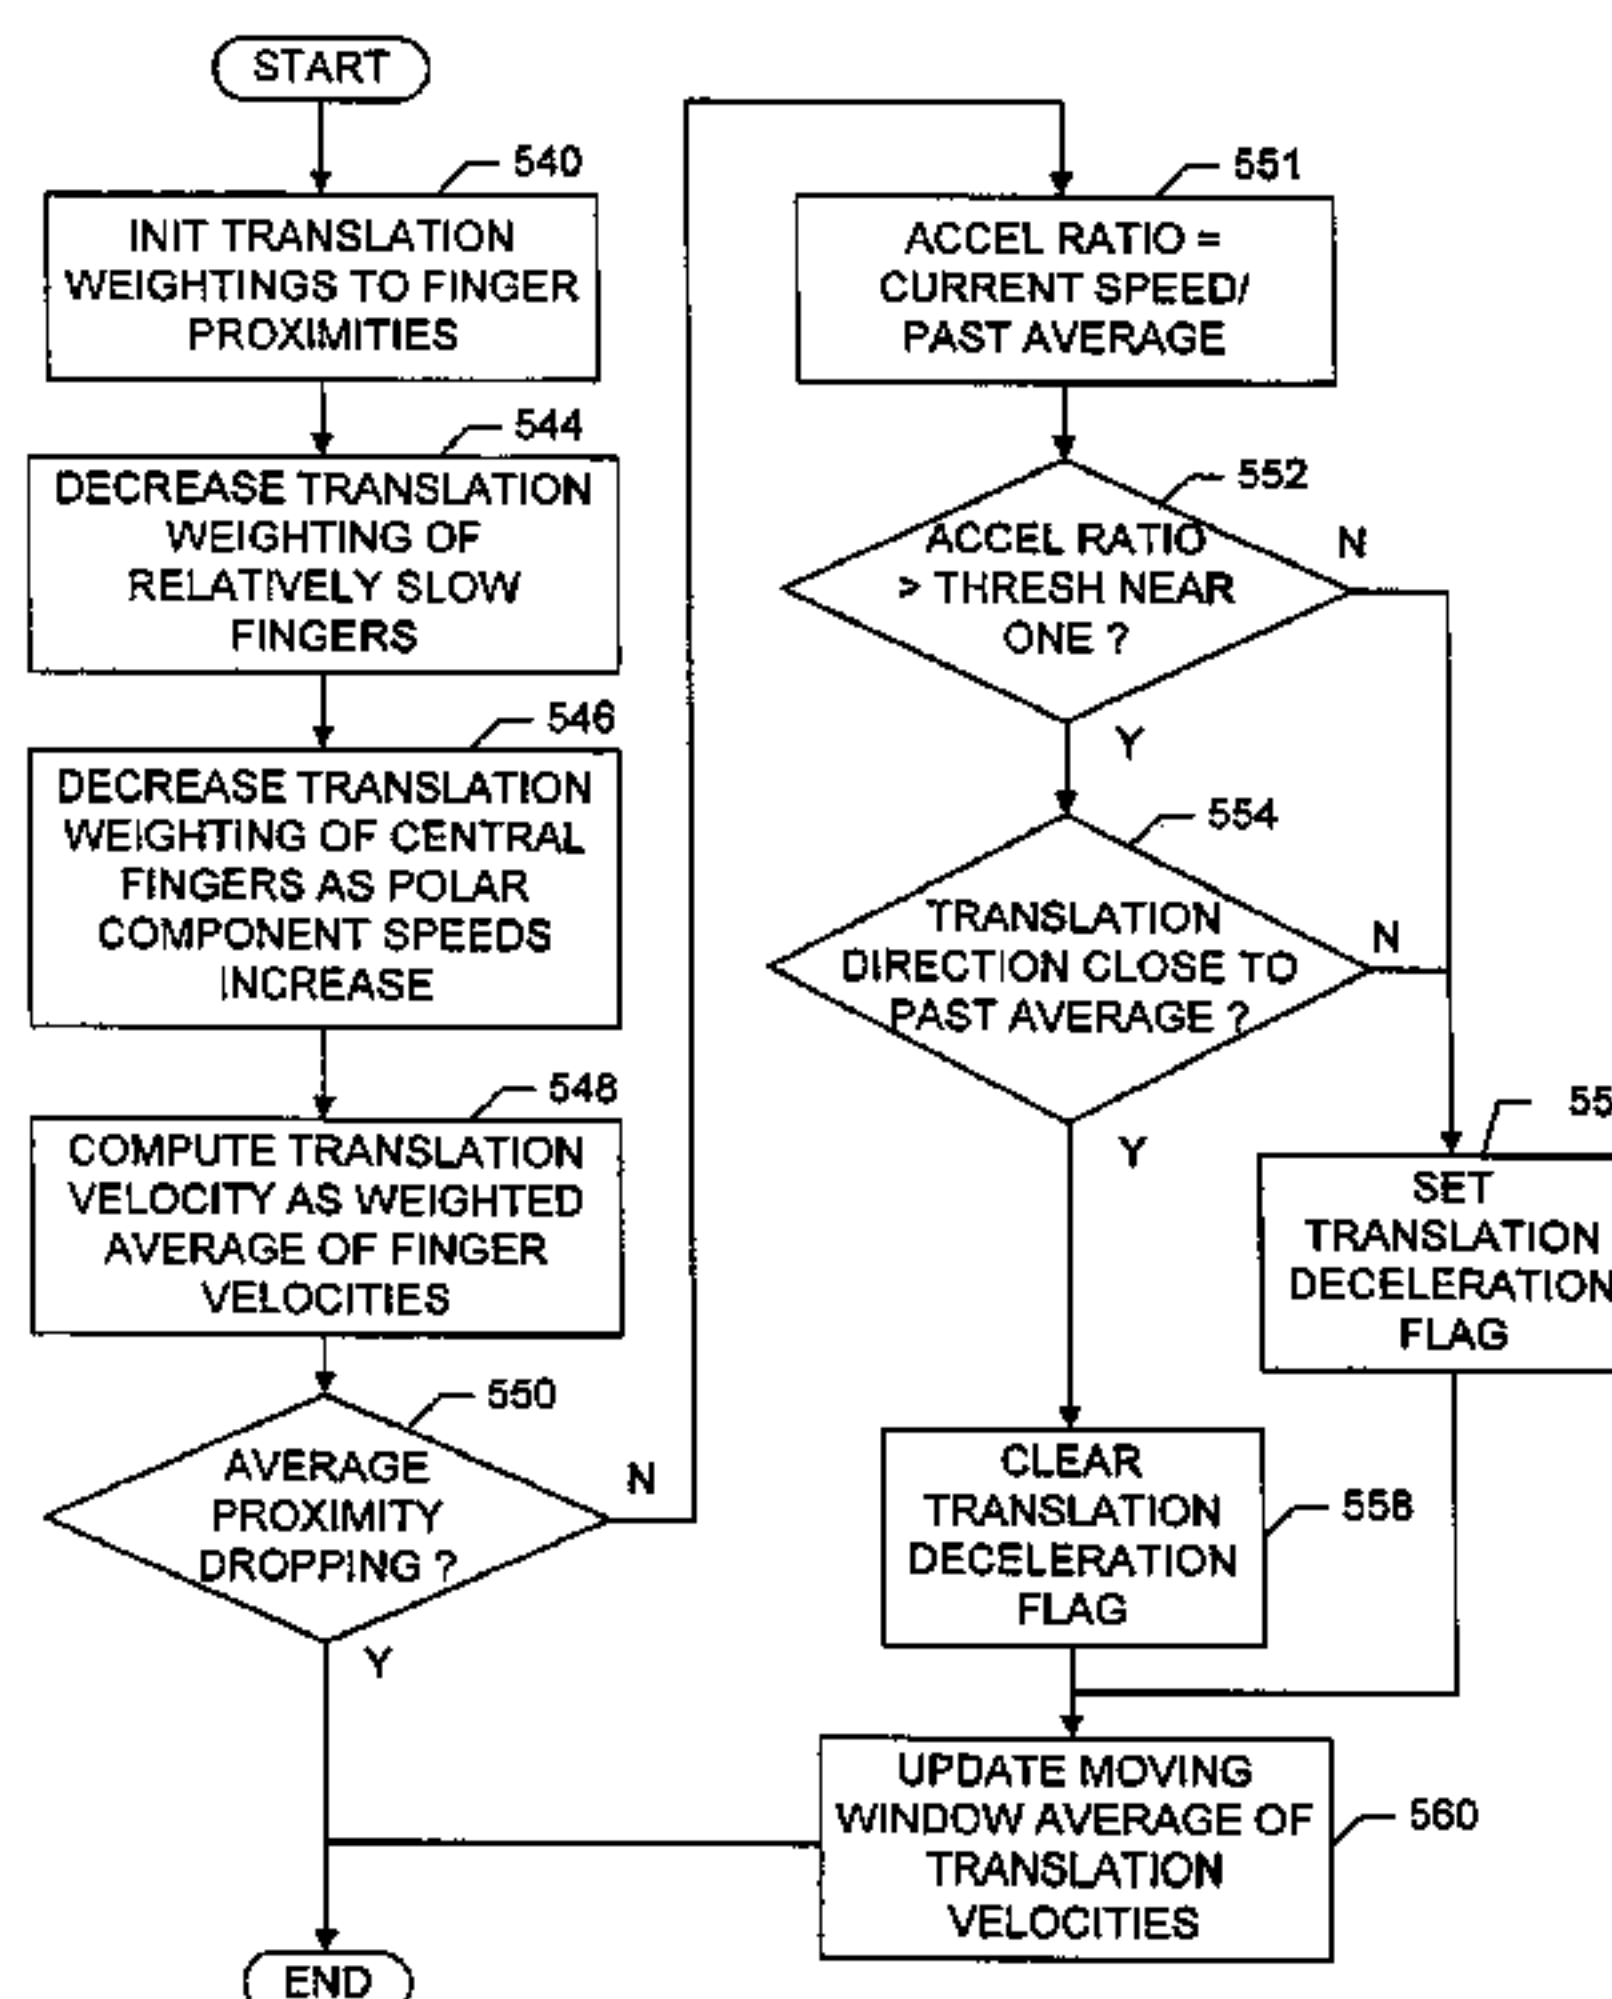 START
540
INIT TRANSLATION
WEIGHTINGS TO FINGER
PROXIMITIES
544
DECREASE TRANSLATION
WEIGHTING OF
RELATIVELY SLOW
FINGERS
546
DECREASE TRANSLATION
WEIGHTING OF CENTRAL
FINGERS AS POLAR
COMPONENT SPEEDS
INCREASE
548
COMPUTE TRANSLATION
VELOCITY AS WEIGHTED
AVERAGE OF FINGER
VELOCITIES
550
AVERAGE
PROXIMITY
DROPPING ?
N
Y
END
551
ACCEL RATIO =
CURRENT SPEED/
PAST AVERAGE
552
ACCEL RATIO
> THRESH NEAR
ONE ?
N
Y
554
TRANSLATION
DIRECTION CLOSE TO
PAST AVERAGE ?
N
Y
SET
TRANSLATION
DECELERATION
FLAG
CLEAR
TRANSLATION
DECELERATION
FLAG
558
UPDATE MOVING
WINDOW AVERAGE OF
TRANSLATION
VELOCITIES
560